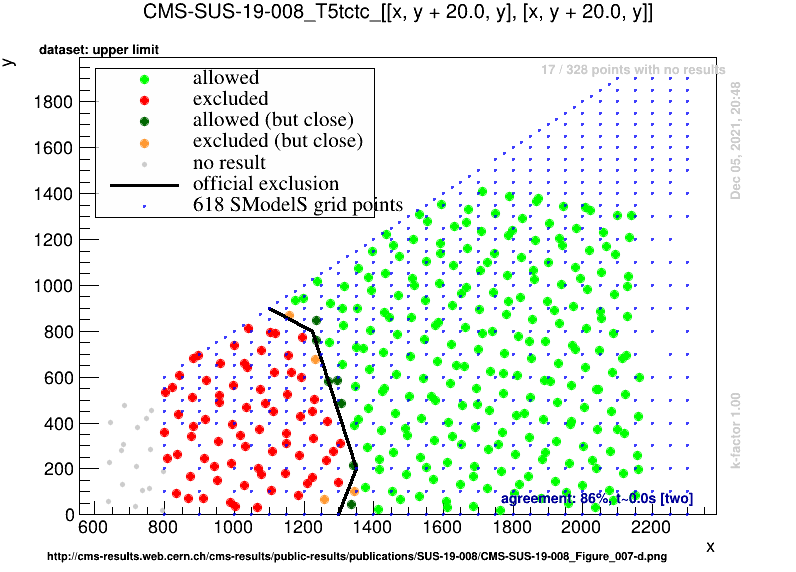 CMS-SUS-19-008_T5tctc_[[x, y + 20.0, y], [x, y + 20.0, y]]
dataset: upper limit
y
17 / 328 points with no results
allowed
excluded
allowed (but close)
excluded (but close)
no result
official exclusion
618 SModelS grid points
Dec 05, 2021, 20:48
k-factor 1.00
1800
1600
1400
1200
1000
800
600
400
200
0
agreement: 86%, t~0.0s [two]
600 800 1000 1200 1400 1600 1800 2000 2200
x
http://cms-results.web.cern.ch/cms-results/public-results/publications/SUS-19-008/CMS-SUS-19-008_Figure_007-d.png